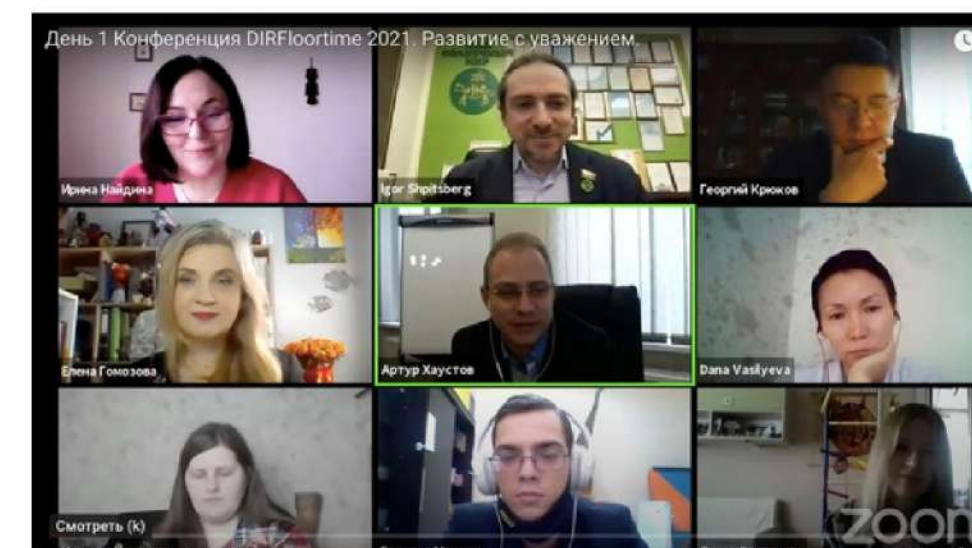 День 1 Конференция DIRFloortime 2021. Развитие с уважением.
Ирина Найдина
Igor Shpitsberg
Георгий Крюков
Елена Гомозова
Артур Хаустов
Dana Vasilyeva
Смотреть (k)
zoom